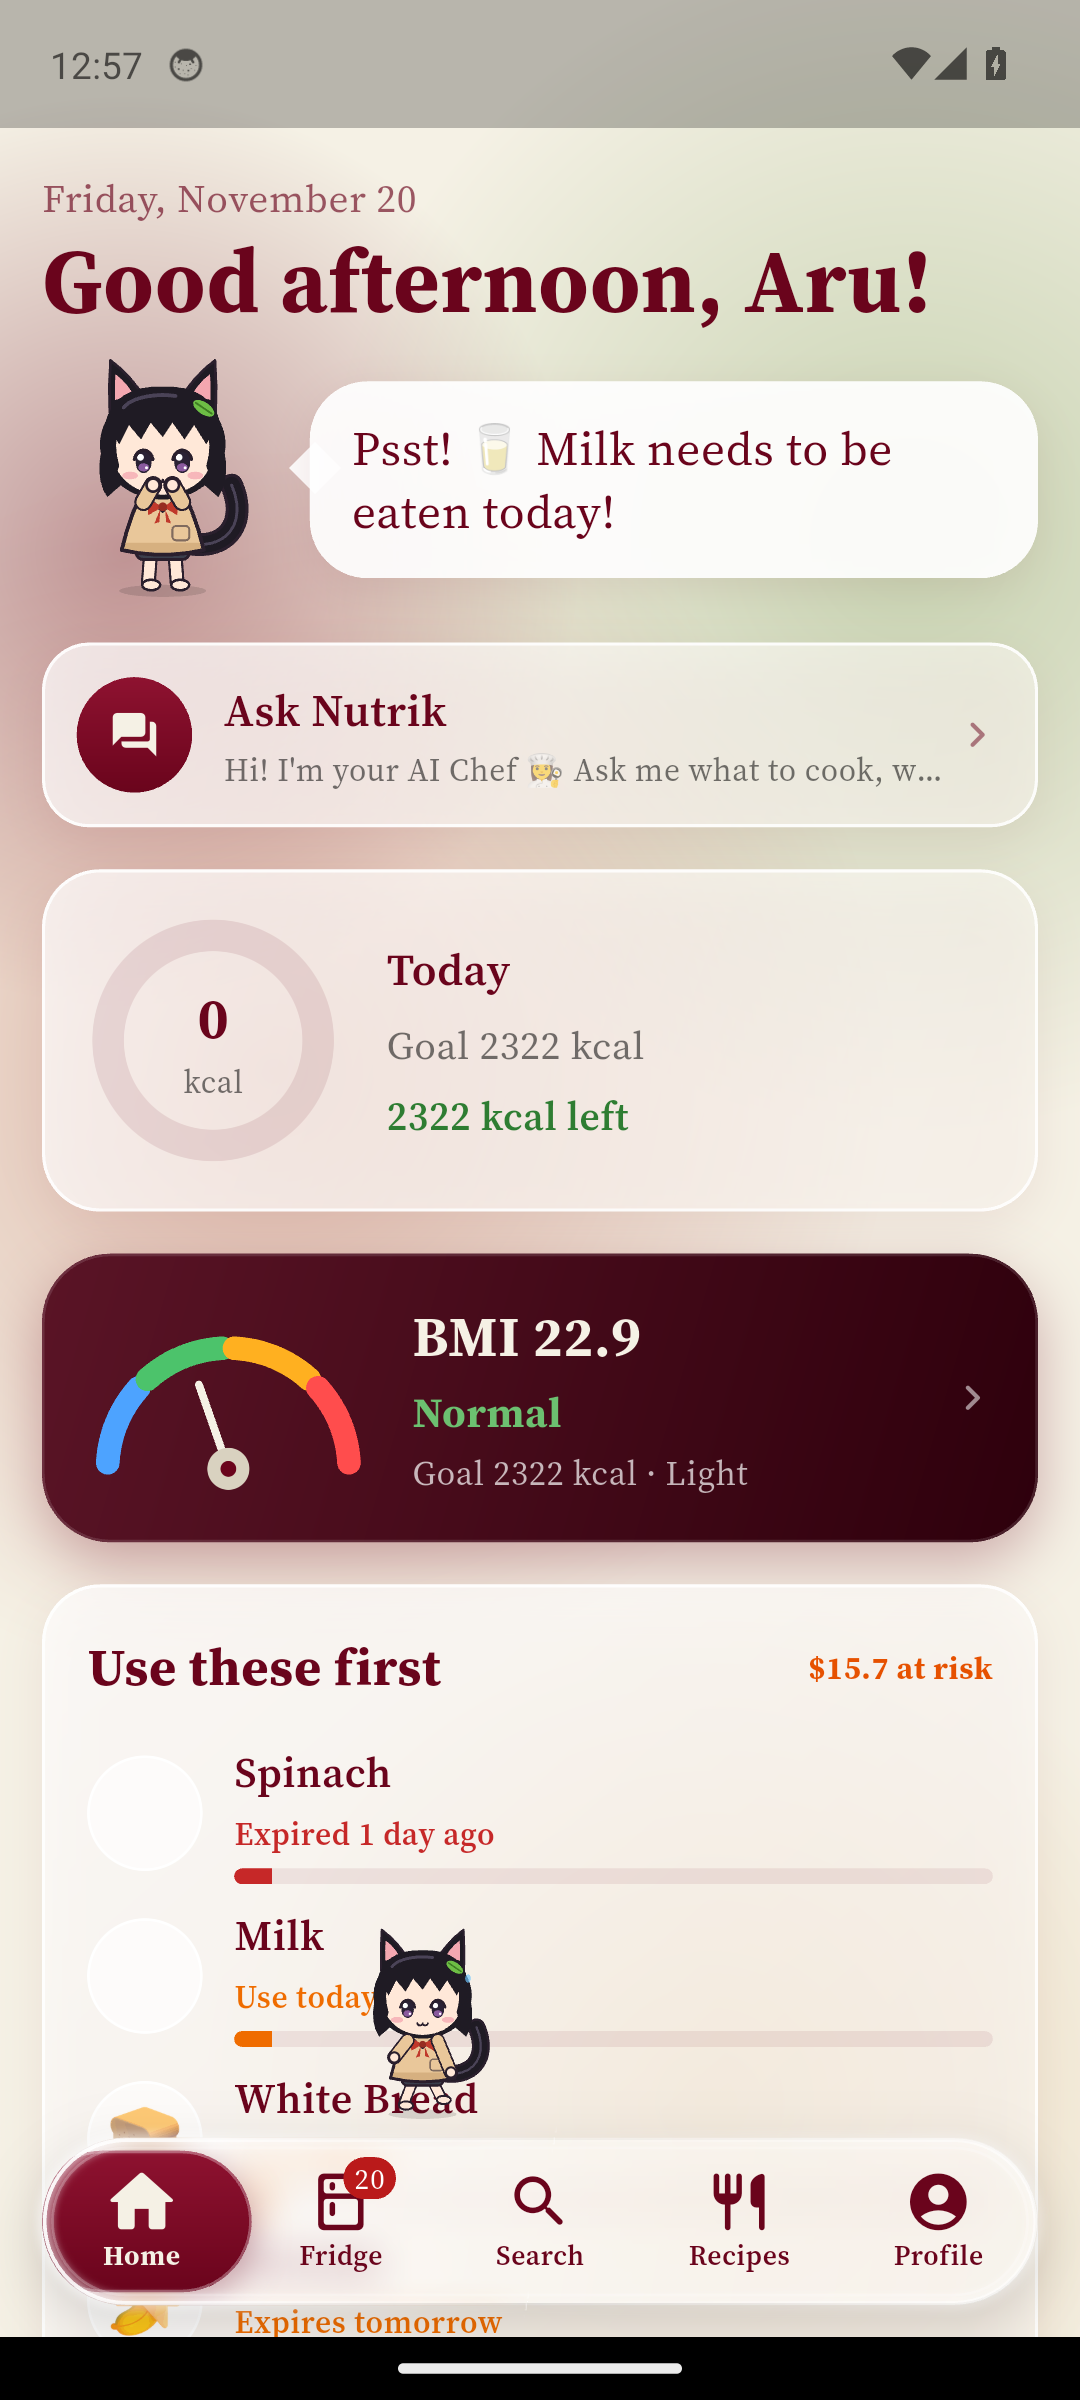 12:57
Friday, November 20
Good afternoon, Aru!
Psst! 🥛 Milk needs to be
eaten today!
Ask Nutrik
Hi! I'm your AI Chef 👩‍🍳 Ask me what to cook, w...
0
kcal
Today
Goal 2322 kcal
2322 kcal left
BMI 22.9
Normal
Goal 2322 kcal · Light
Use these first
$15.7 at risk
Spinach
Expired 1 day ago
Milk
Use today
White Bread
20
Home
Fridge
Search
Recipes
Profile
Expires tomorrow